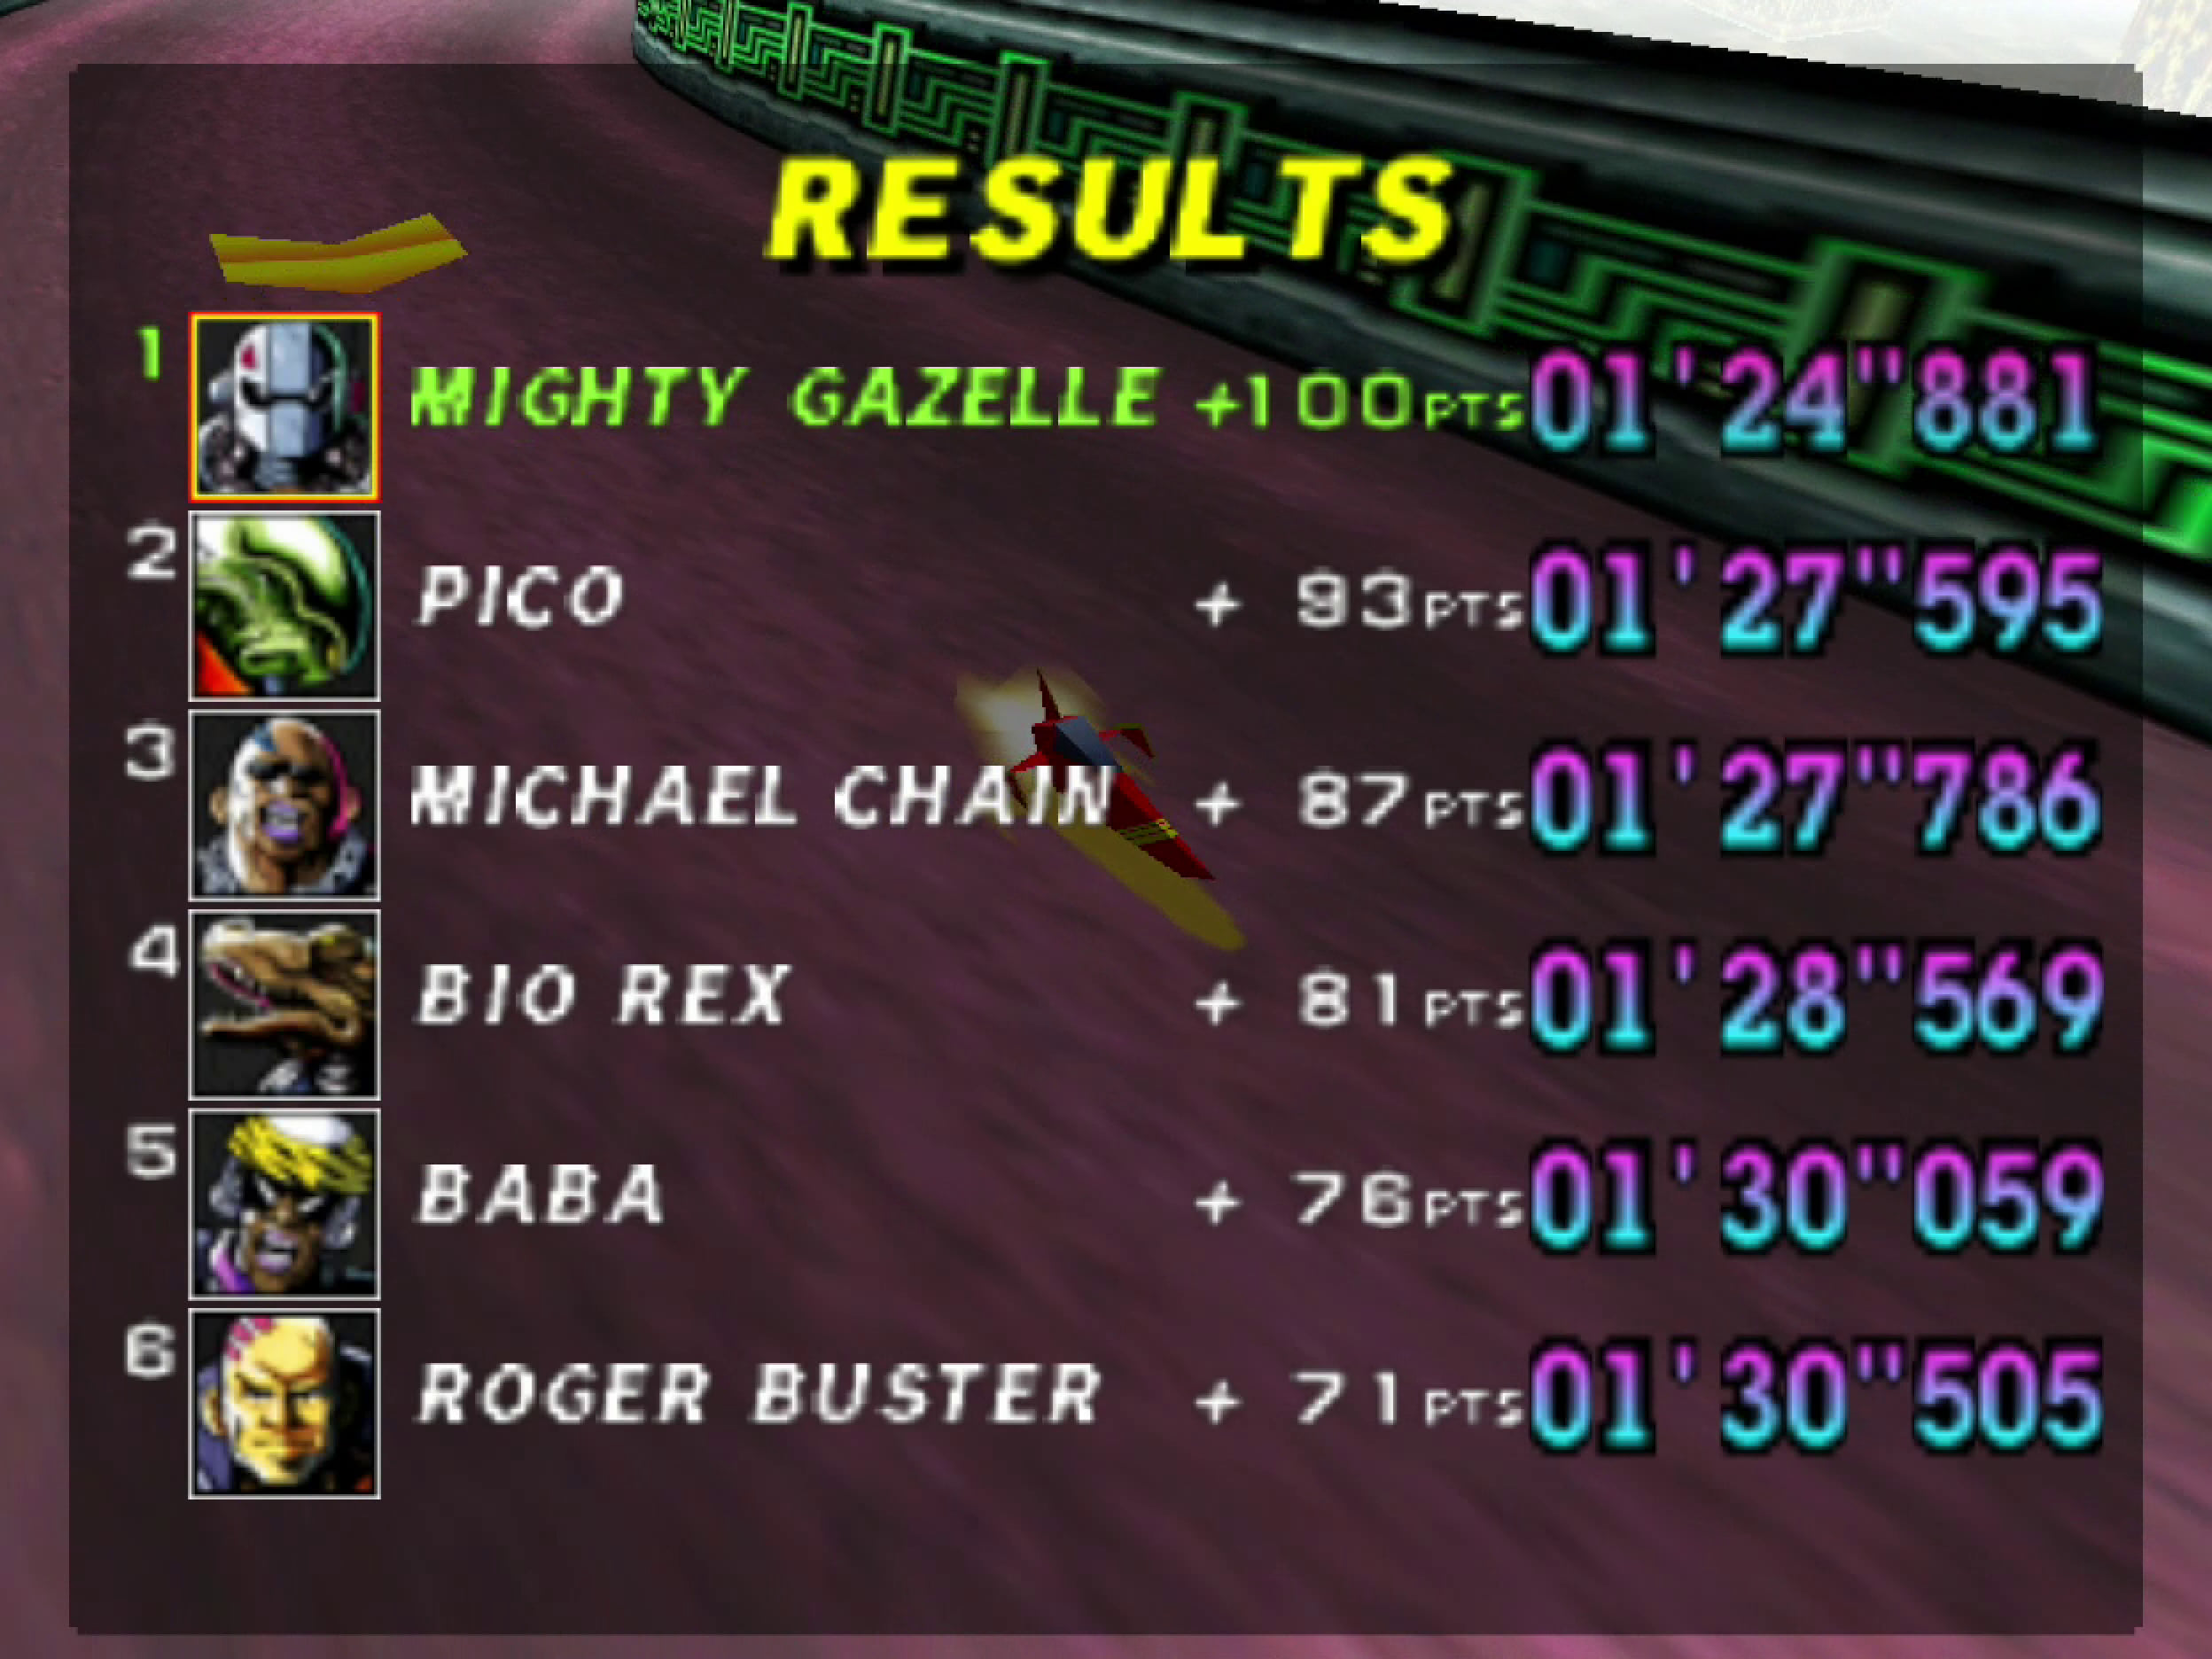 RESULTS
1 MIGHTY GAZELLE +100PTS 01'24"881
2 PICO + 93PTS 01'27"595
3 MICHAEL CHAIN + 87PTS 01'27"786
4 BIO REX + 81PTS 01'28"569
5 BABA + 76PTS 01'30"059
6 ROGER BUSTER + 71PTS 01'30"505